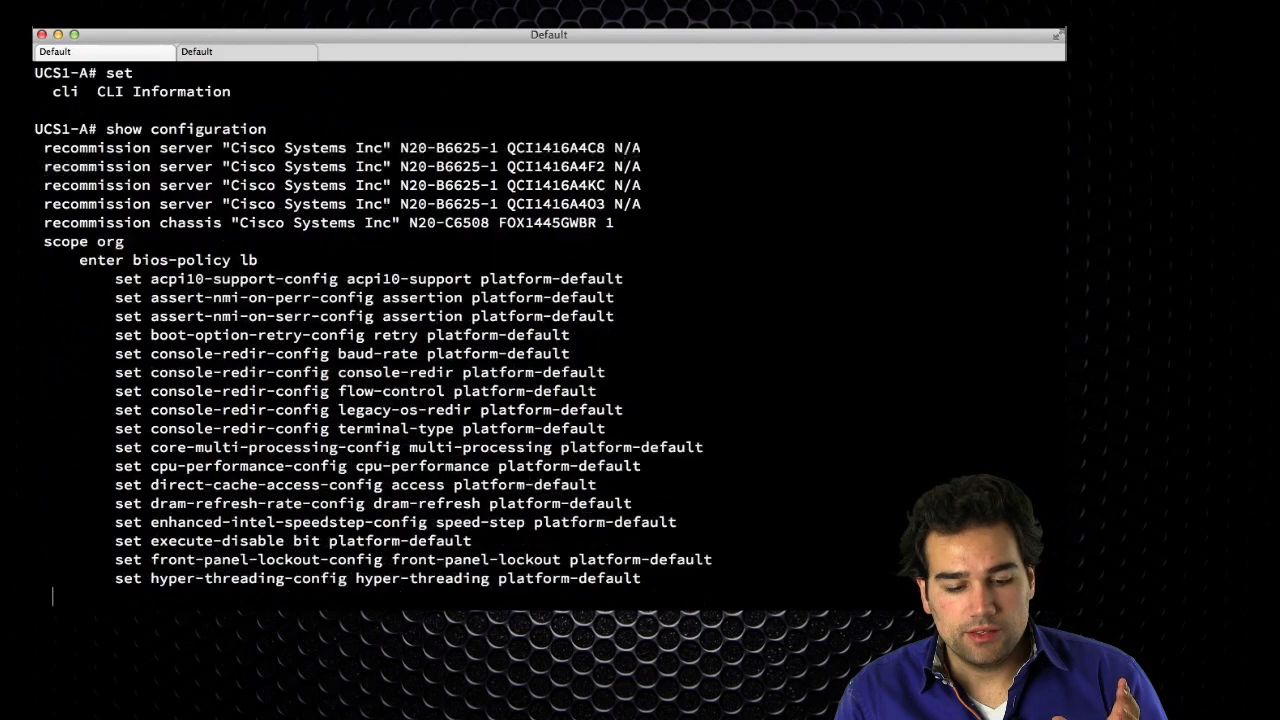 Default
Default
Default
UCS1-A# set
cli CLI Information
UCS1-A# show configuration
recommission server "Cisco Systems Inc" N20-B6625-1 QCI1416A4C8 N/A
recommission server "Cisco Systems Inc" N20-B6625-1 QCI1416A4F2 N/A
recommission server "Cisco Systems Inc" N20-B6625-1 QCI1416A4KC N/A
recommission server "Cisco Systems Inc" N20-B6625-1 QCI1416A4O3 N/A
recommission chassis "Cisco Systems Inc" N20-C6508 FOX1445GWBR 1
scope org
enter bios-policy lb
set acpi10-support-config acpi10-support platform-default
set assert-nmi-on-perr-config assertion platform-default
set assert-nmi-on-serr-config assertion platform-default
set boot-option-retry-config retry platform-default
set console-redir-config baud-rate platform-default
set console-redir-config console-redir platform-default
set console-redir-config flow-control platform-default
set console-redir-config legacy-os-redir platform-default
set console-redir-config terminal-type platform-default
set core-multi-processing-config multi-processing platform-default
set cpu-performance-config cpu-performance platform-default
set direct-cache-access-config access platform-default
set dram-refresh-rate-config dram-refresh platform-default
set enhanced-intel-speedstep-config speed-step platform-default
set execute-disable bit platform-default
set front-panel-lockout-config front-panel-lockout platform-default
set hyper-threading-config hyper-threading platform-default